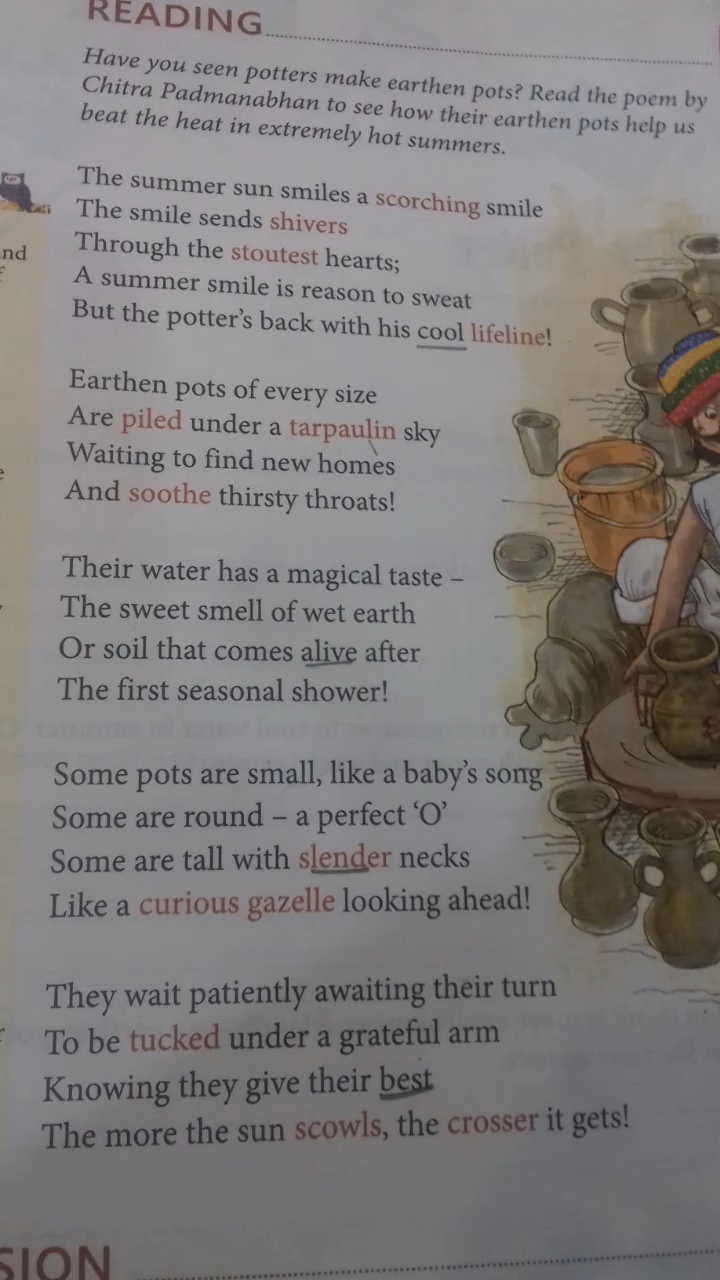 READING
Have you seen potters make earthen pots? Read the poem by
Chitra Padmanabhan to see how their earthen pots help us
beat the heat in extremely hot summers.
The summer sun smiles a scorching smile
The smile sends shivers
Through the stoutest hearts;
A summer smile is reason to sweat
But the potter's back with his cool lifeline!
Earthen pots of every size
Are piled under a tarpaulin sky
Waiting to find new homes
And soothe thirsty throats!
Their water has a magical taste –
The sweet smell of wet earth
Or soil that comes alive after
The first seasonal shower!
Some pots are small, like a baby's song
Some are round – a perfect 'O'
Some are tall with slender necks
Like a curious gazelle looking ahead!
They wait patiently awaiting their turn
To be tucked under a grateful arm
Knowing they give their best
The more the sun scowls, the crosser it gets!